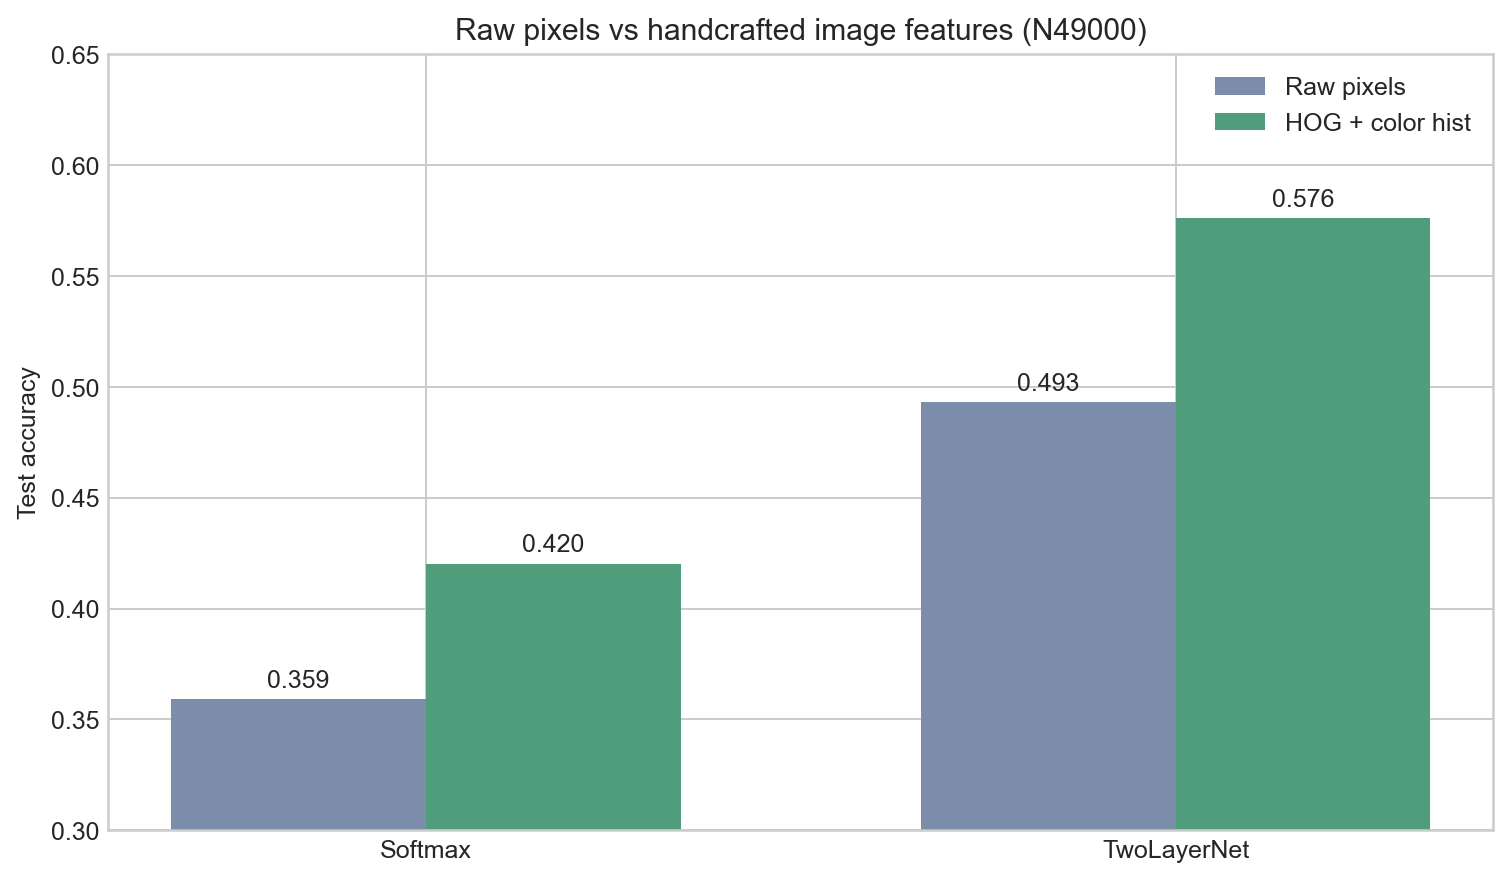 Raw pixels vs handcrafted image features (N49000)
0.65
0.60
0.55
0.50
0.45
0.40
0.35
0.30
Test accuracy
Raw pixels
HOG + color hist
0.359
0.420
0.493
0.576
Softmax
TwoLayerNet